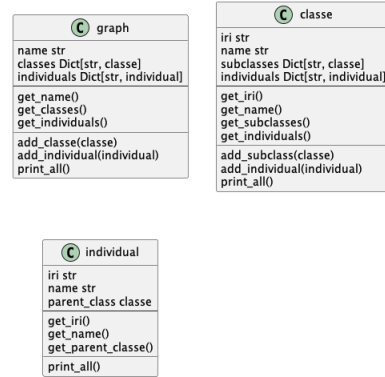 C graph
name str
classes Dict[str, classe]
individuals Dict[str, individual]
get_name()
get_classes()
get_individuals()
add_classe(classe)
add_individual(individual)
print_all()
C classe
iri str
name str
subclasses Dict[str, classe]
individuals Dict[str, individual]
get_iri()
get_name()
get_subclasses()
get_individuals()
add_subclass(classe)
add_individual(individual)
print_all()
C individual
iri str
name str
parent_class classe
get_iri()
get_name()
get_parent_classe()
print_all()